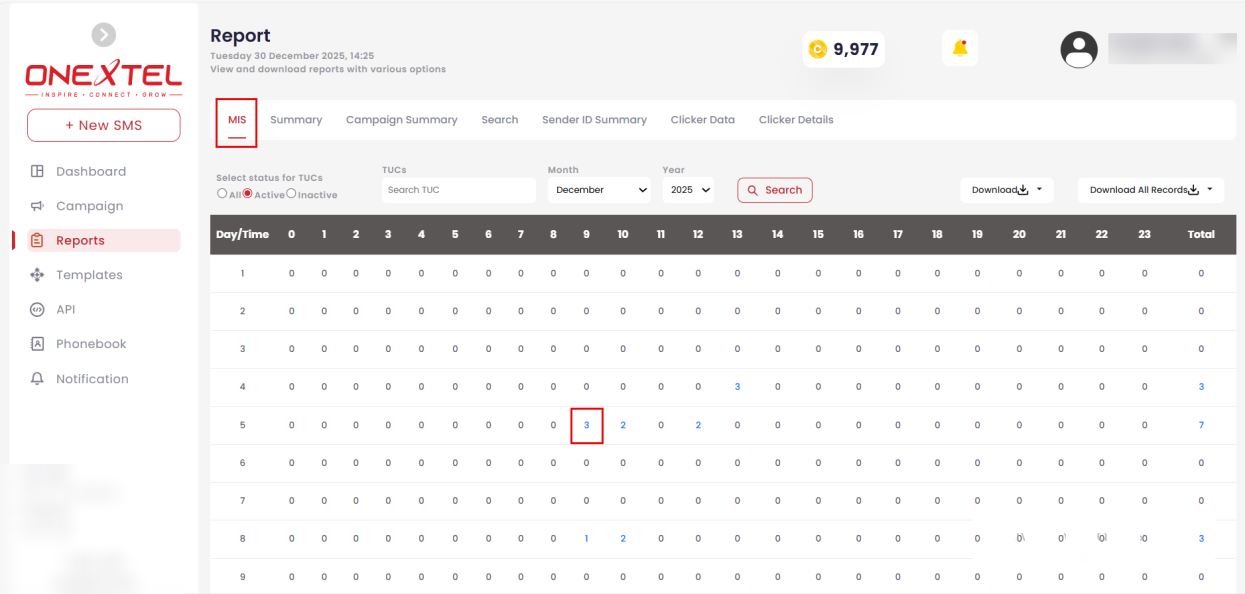 ONEXTEL
INSPIRE • CONNECT • GROW
+ New SMS
Dashboard
Campaign
Reports
Templates
API
Phonebook
Notification
Report
Tuesday 30 December 2025, 14:25
View and download reports with various options
9,977
MIS Summary Campaign Summary Search Sender ID Summary Clicker Data Clicker Details
Select status for TUCs
All Active Inactive
TUCs
Search TUC
Month
December
Year
2025
Search
Download
Download All Records
Day/Time 0 1 2 3 4 5 6 7 8 9 10 11 12 13 14 15 16 17 18 19 20 21 22 23 Total
1 0 0 0 0 0 0 0 0 0 0 0 0 0 0 0 0 0 0 0 0 0 0 0 0 0
2 0 0 0 0 0 0 0 0 0 0 0 0 0 0 0 0 0 0 0 0 0 0 0 0 0
3 0 0 0 0 0 0 0 0 0 0 0 0 0 0 0 0 0 0 0 0 0 0 0 0 0
4 0 0 0 0 0 0 0 0 0 0 0 0 0 3 0 0 0 0 0 0 0 0 0 0 3
5 0 0 0 0 0 0 0 0 0 3 2 0 2 0 0 0 0 0 0 0 0 0 0 0 7
6 0 0 0 0 0 0 0 0 0 0 0 0 0 0 0 0 0 0 0 0 0 0 0 0 0
7 0 0 0 0 0 0 0 0 0 0 0 0 0 0 0 0 0 0 0 0 0 0 0 0 0
8 0 0 0 0 0 0 0 0 0 1 2 0 0 0 0 0 0 0 0 0 0 0 0 0 3
9 0 0 0 0 0 0 0 0 0 0 0 0 0 0 0 0 0 0 0 0 0 0 0 0 0